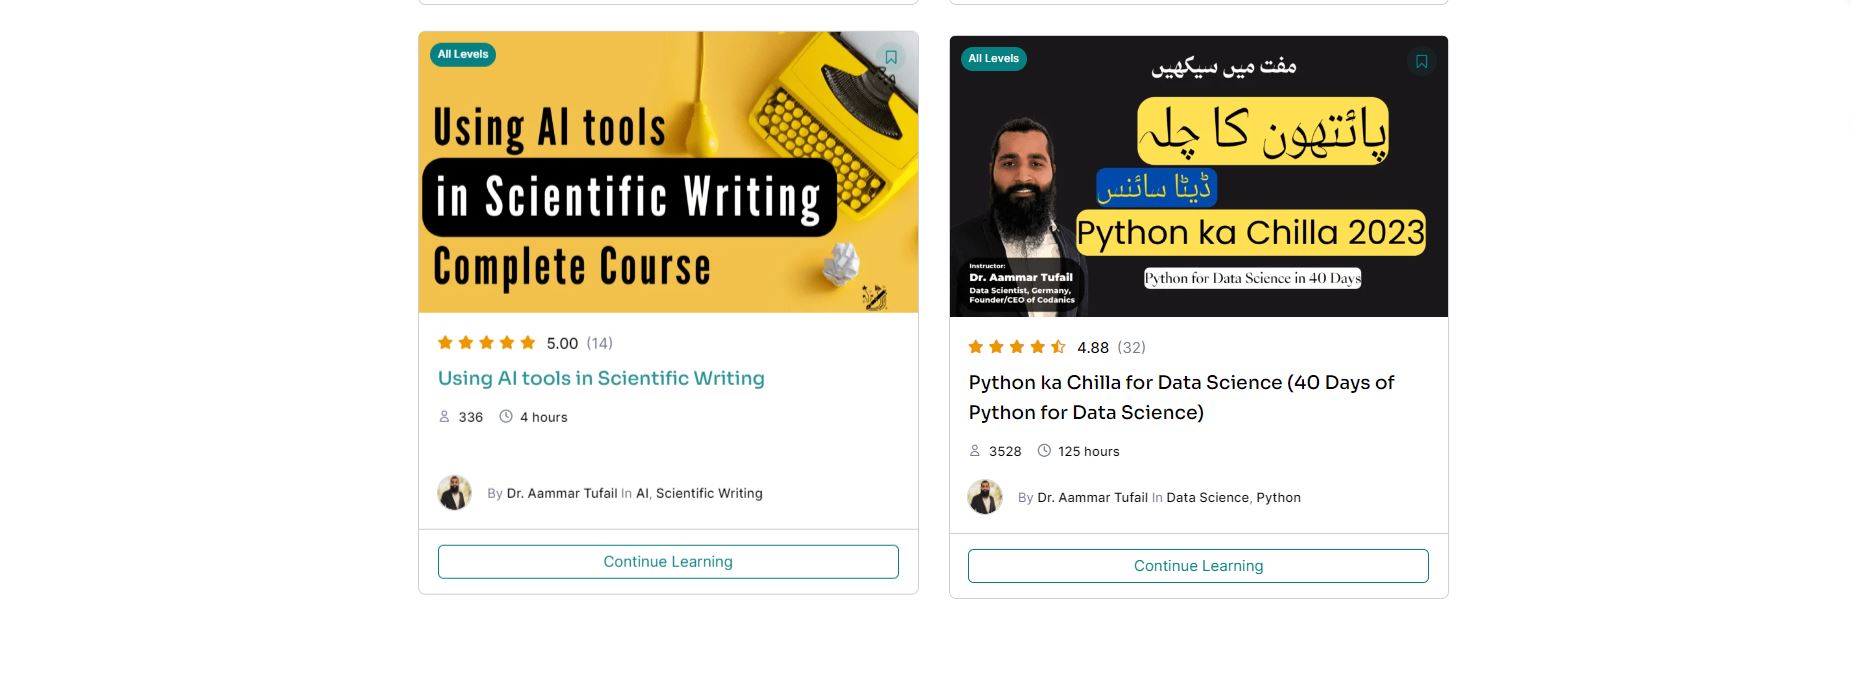 All Levels
Using AI tools
in Scientific Writing
Complete Course
5.00 (14)
Using AI tools in Scientific Writing
336 4 hours
By Dr. Aammar Tufail In AI, Scientific Writing
Continue Learning
All Levels
مفت میں سیکھیں
پائتھون کا چلہ
ڈیٹا سائنس
Python ka Chilla 2023
Python for Data Science in 40 Days
Instructor:
Dr. Aammar Tufail
Data Scientist, Germany,
Founder/CEO of Codanics
4.88 (32)
Python ka Chilla for Data Science (40 Days of
Python for Data Science)
3528 125 hours
By Dr. Aammar Tufail In Data Science, Python
Continue Learning